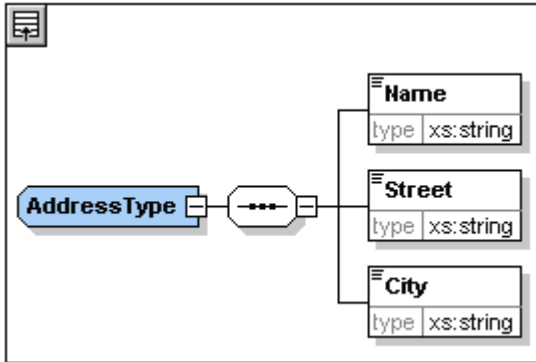 Name
type xs:string
AddressType
Street
type xs:string
City
type xs:string